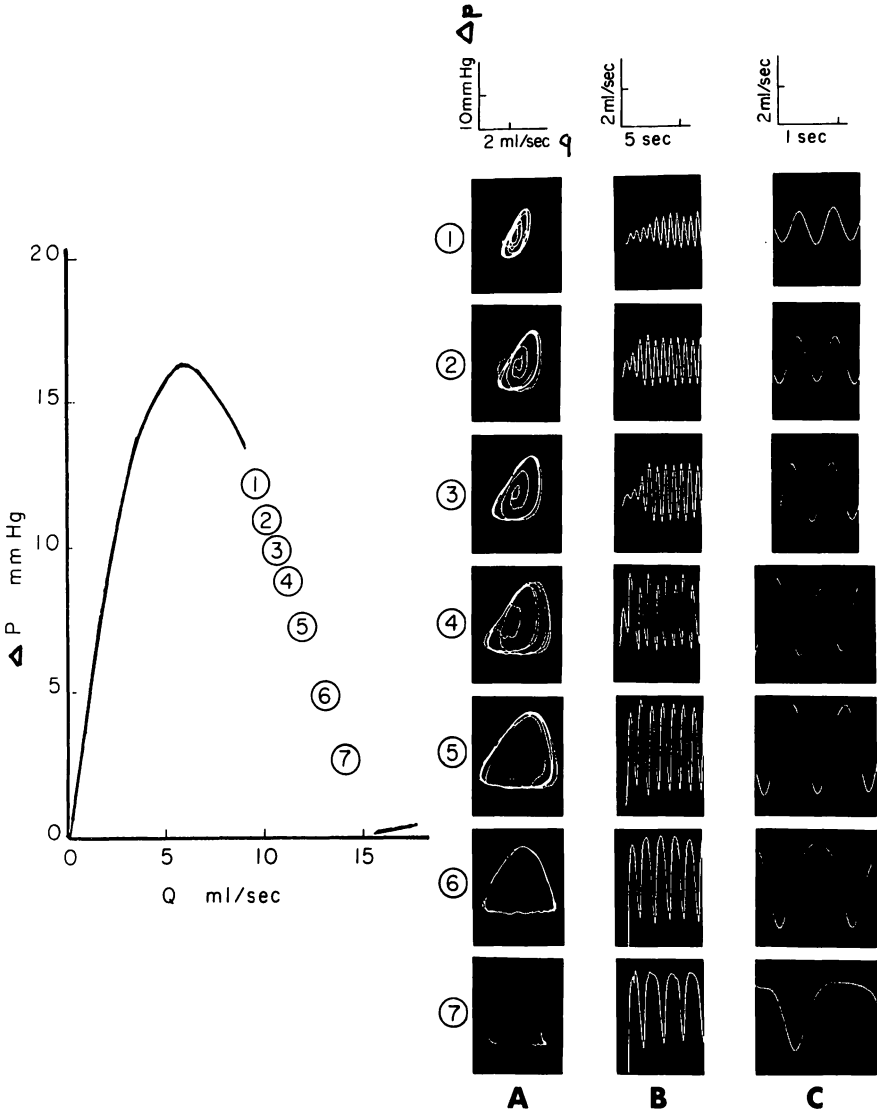 20
15
10
5
0
0 5 10 15
Δ P mm Hg
Q ml/sec
①
②
③
④
⑤
⑥
⑦
ΔP
10mmHg
2 ml/sec q
2 ml/sec
5 sec
2 ml/sec
1 sec
①
②
③
④
⑤
⑥
⑦
A B C